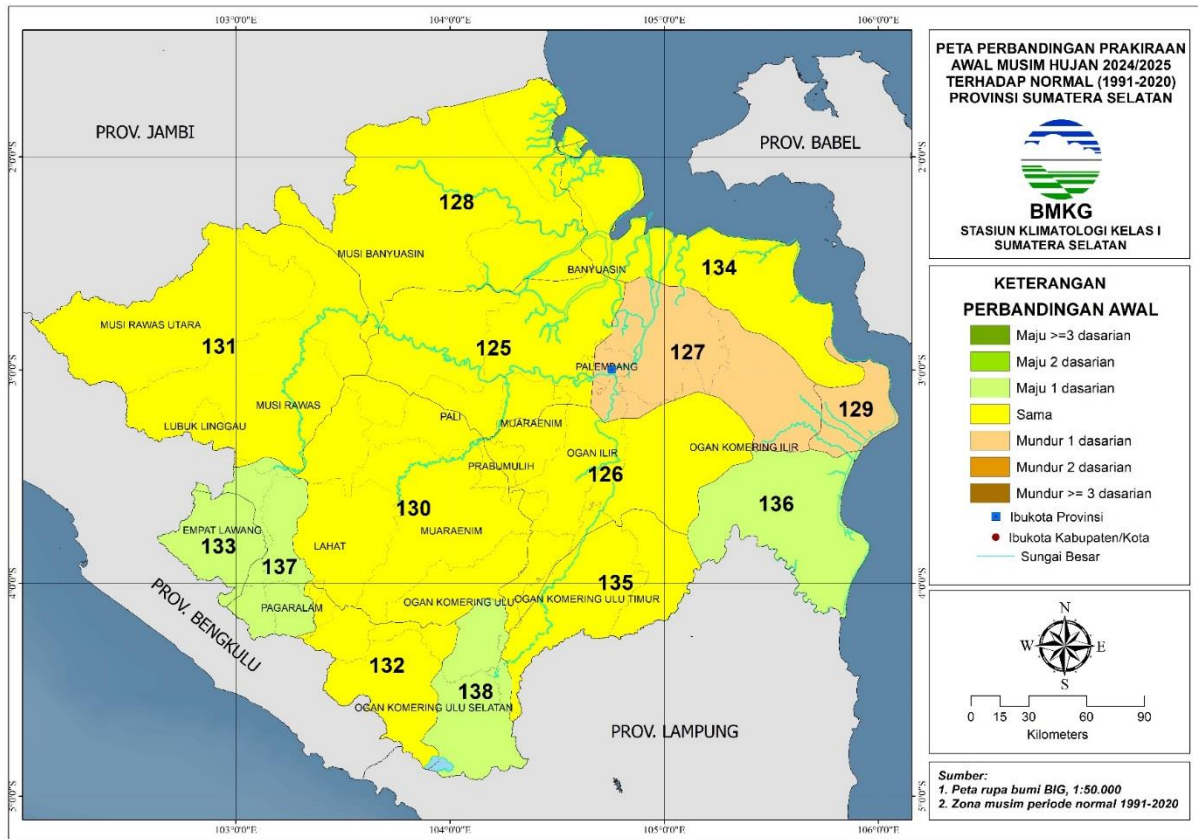 103°0'0"E
104°0'0"E
105°0'0"E
106°0'0"E
2°0'0"S
3°0'0"S
4°0'0"S
5°0'0"S
2°0'0"S
3°0'0"S
4°0'0"S
5°0'0"S
PROV. JAMBI
PROV. BABEL
128
MUSI BANYUASIN
BANYUASIN
134
MUSI RAWAS UTARA
131
125
127
PALEMBANG
129
MUSI RAWAS
PALI
MUARAENIM
LUBUK LINGGAU
PRABUMULIH
OGAN ILIR
OGAN KOMERING ILIR
126
136
130
EMPAT LAWANG
133
MUARAENIM
LAHAT
137
135
PAGARALAM
OGAN KOMERING ULU
OGAN KOMERING ULU TIMUR
PROV. BENGKULU
132
138
OGAN KOMERING ULU SELATAN
PROV. LAMPUNG
103°0'0"E
104°0'0"E
105°0'0"E
106°0'0"E
PETA PERBANDINGAN PRAKIRAAN
AWAL MUSIM HUJAN 2024/2025
TERHADAP NORMAL (1991-2020)
PROVINSI SUMATERA SELATAN
BMKG
STASIUN KLIMATOLOGI KELAS I
SUMATERA SELATAN
KETERANGAN
PERBANDINGAN AWAL
Maju >=3 dasarian
Maju 2 dasarian
Maju 1 dasarian
Sama
Mundur 1 dasarian
Mundur 2 dasarian
Mundur >= 3 dasarian
Ibukota Provinsi
Ibukota Kabupaten/Kota
Sungai Besar
N
W E
S
0 15 30 60 90
Kilometers
Sumber:
1. Peta rupa bumi BIG, 1:50.000
2. Zona musim periode normal 1991-2020